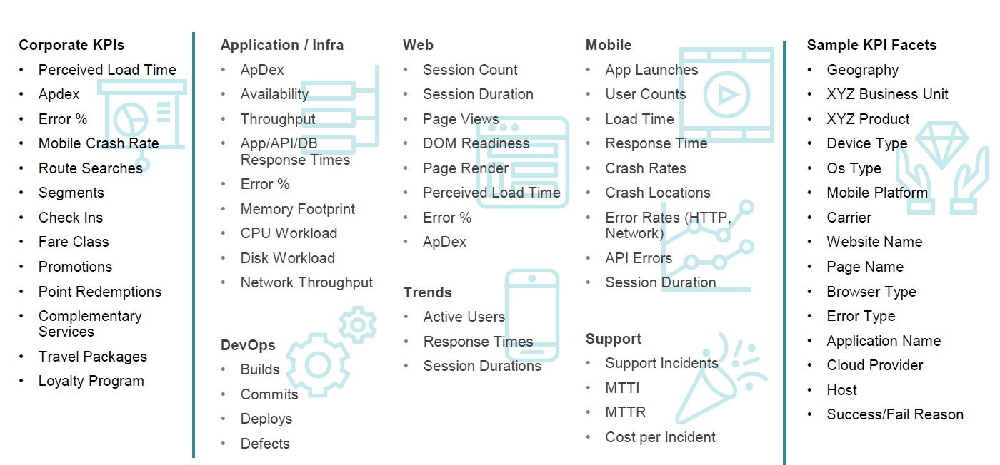 Corporate KPIs
• Perceived Load Time
• Apdex
• Error %
• Mobile Crash Rate
• Route Searches
• Segments
• Check Ins
• Fare Class
• Promotions
• Point Redemptions
• Complementary
Services
• Travel Packages
• Loyalty Program
Application / Infra
• ApDex
• Availability
• Throughput
• App/API/DB
Response Times
• Error %
• Memory Footprint
• CPU Workload
• Disk Workload
• Network Throughput
DevOps
• Builds
• Commits
• Deploys
• Defects
Web
• Session Count
• Session Duration
• Page Views
• DOM Readiness
• Page Render
• Perceived Load Time
• Error %
• ApDex
Trends
• Active Users
• Response Times
• Session Durations
Mobile
• App Launches
• User Counts
• Load Time
• Response Time
• Crash Rates
• Crash Locations
• Error Rates (HTTP,
Network)
• API Errors
• Session Duration
Support
• Support Incidents
• MTTI
• MTTR
• Cost per Incident
Sample KPI Facets
• Geography
• XYZ Business Unit
• XYZ Product
• Device Type
• Os Type
• Mobile Platform
• Carrier
• Website Name
• Page Name
• Browser Type
• Error Type
• Application Name
• Cloud Provider
• Host
• Success/Fail Reason